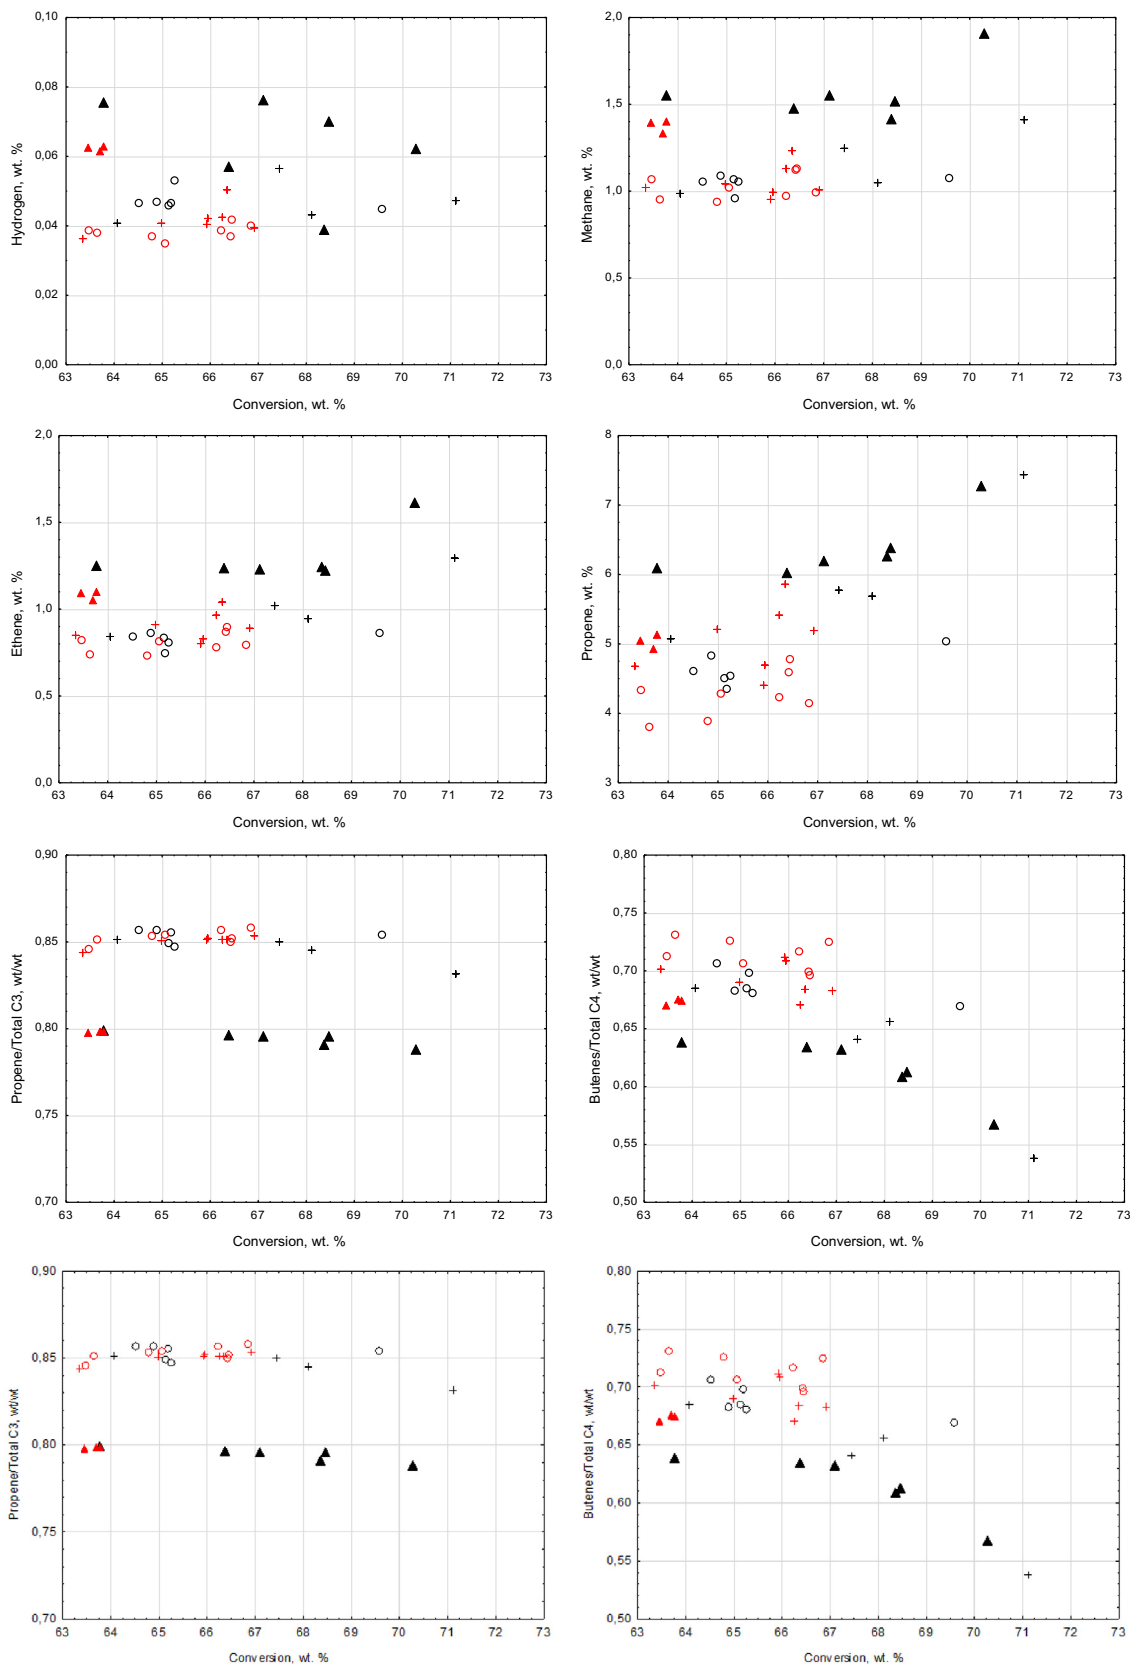 0,10
0,08
0,06
0,04
0,02
0,00
Hydrogen, wt. %
63 64 65 66 67 68 69 70 71 72 73
Conversion, wt. %
2,0
1,5
1,0
0,5
0,0
Methane, wt. %
63 64 65 66 67 68 69 70 71 72 73
Conversion, wt. %
2,0
1,5
1,0
0,5
0,0
Ethene, wt. %
63 64 65 66 67 68 69 70 71 72 73
Conversion, wt. %
8
7
6
5
4
3
Propene, wt. %
63 64 65 66 67 68 69 70 71 72 73
Conversion, wt. %
0,90
0,85
0,80
0,75
0,70
Propene/Total C3, wt/wt
63 64 65 66 67 68 69 70 71 72 73
Conversion, wt. %
0,80
0,75
0,70
0,65
0,60
0,55
0,50
Butenes/Total C4, wt/wt
63 64 65 66 67 68 69 70 71 72 73
Conversion, wt. %
0,90
0,85
0,80
0,75
0,70
Propene/Total C3, wt/wt
63 64 65 66 67 68 69 70 71 72 73
Conversion, wt. %
0,80
0,75
0,70
0,65
0,60
0,55
0,50
Butenes/Total C4, wt/wt
63 64 65 66 67 68 69 70 71 72 73
Conversion, wt. %